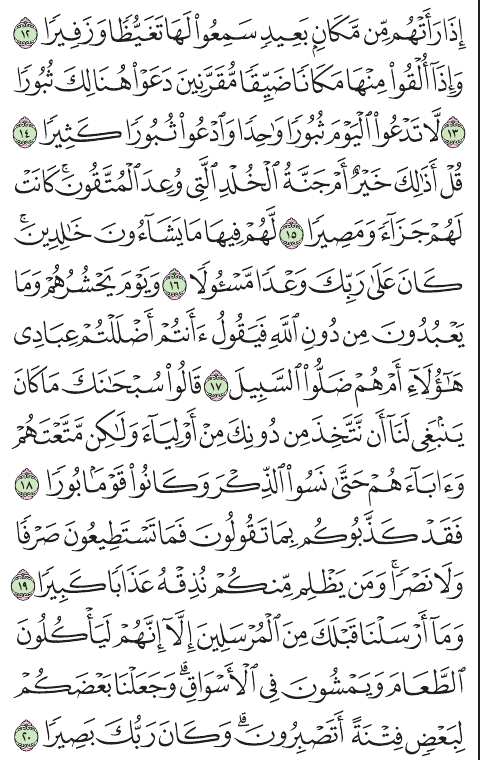 إِذَا رَأَتْهُم مِّن مَّكَانٍۭ بَعِيدٍ سَمِعُوا۟ لَهَا تَغَيُّظًا وَزَفِيرًا ١٢
وَإِذَآ أُلْقُوا۟ مِنْهَا مَكَانًا ضَيِّقًا مُّقَرَّنِينَ دَعَوْا۟ هُنَالِكَ ثُبُورًا
١٣ لَّا تَدْعُوا۟ ٱلْيَوْمَ ثُبُورًا وَٰحِدًا وَٱدْعُوا۟ ثُبُورًا كَثِيرًا ١٤
قُلْ أَذَٰلِكَ خَيْرٌ أَمْ جَنَّةُ ٱلْخُلْدِ ٱلَّتِى وُعِدَ ٱلْمُتَّقُونَ ۚ كَانَتْ
لَهُمْ جَزَآءً وَمَصِيرًا ١٥ لَّهُمْ فِيهَا مَا يَشَآءُونَ خَٰلِدِينَ ۚ
كَانَ عَلَىٰ رَبِّكَ وَعْدًا مَّسْـُٔولًا ١٦ وَيَوْمَ يَحْشُرُهُمْ وَمَا
يَعْبُدُونَ مِن دُونِ ٱللَّهِ فَيَقُولُ ءَأَنتُمْ أَضْلَلْتُمْ عِبَادِى
هَٰٓؤُلَآءِ أَمْ هُمْ ضَلُّوا۟ ٱلسَّبِيلَ ١٧ قَالُوا۟ سُبْحَٰنَكَ مَا كَانَ
يَنۢبَغِى لَنَآ أَن نَّتَّخِذَ مِن دُونِكَ مِنْ أَوْلِيَآءَ وَلَٰكِن مَّتَّعْتَهُمْ
وَءَابَآءَهُمْ حَتَّىٰ نَسُوا۟ ٱلذِّكْرَ وَكَانُوا۟ قَوْمًۢا بُورًا ١٨
فَقَدْ كَذَّبُوكُم بِمَا تَقُولُونَ فَمَا تَسْتَطِيعُونَ صَرْفًا
وَلَا نَصْرًا ۚ وَمَن يَظْلِم مِّنكُمْ نُذِقْهُ عَذَابًا كَبِيرًا ١٩
وَمَآ أَرْسَلْنَا قَبْلَكَ مِنَ ٱلْمُرْسَلِينَ إِلَّآ إِنَّهُمْ لَيَأْكُلُونَ
ٱلطَّعَامَ وَيَمْشُونَ فِى ٱلْأَسْوَاقِ ۗ وَجَعَلْنَا بَعْضَكُمْ
لِبَعْضٍ فِتْنَةً أَتَصْبِرُونَ ۗ وَكَانَ رَبُّكَ بَصِيرًا ٢٠